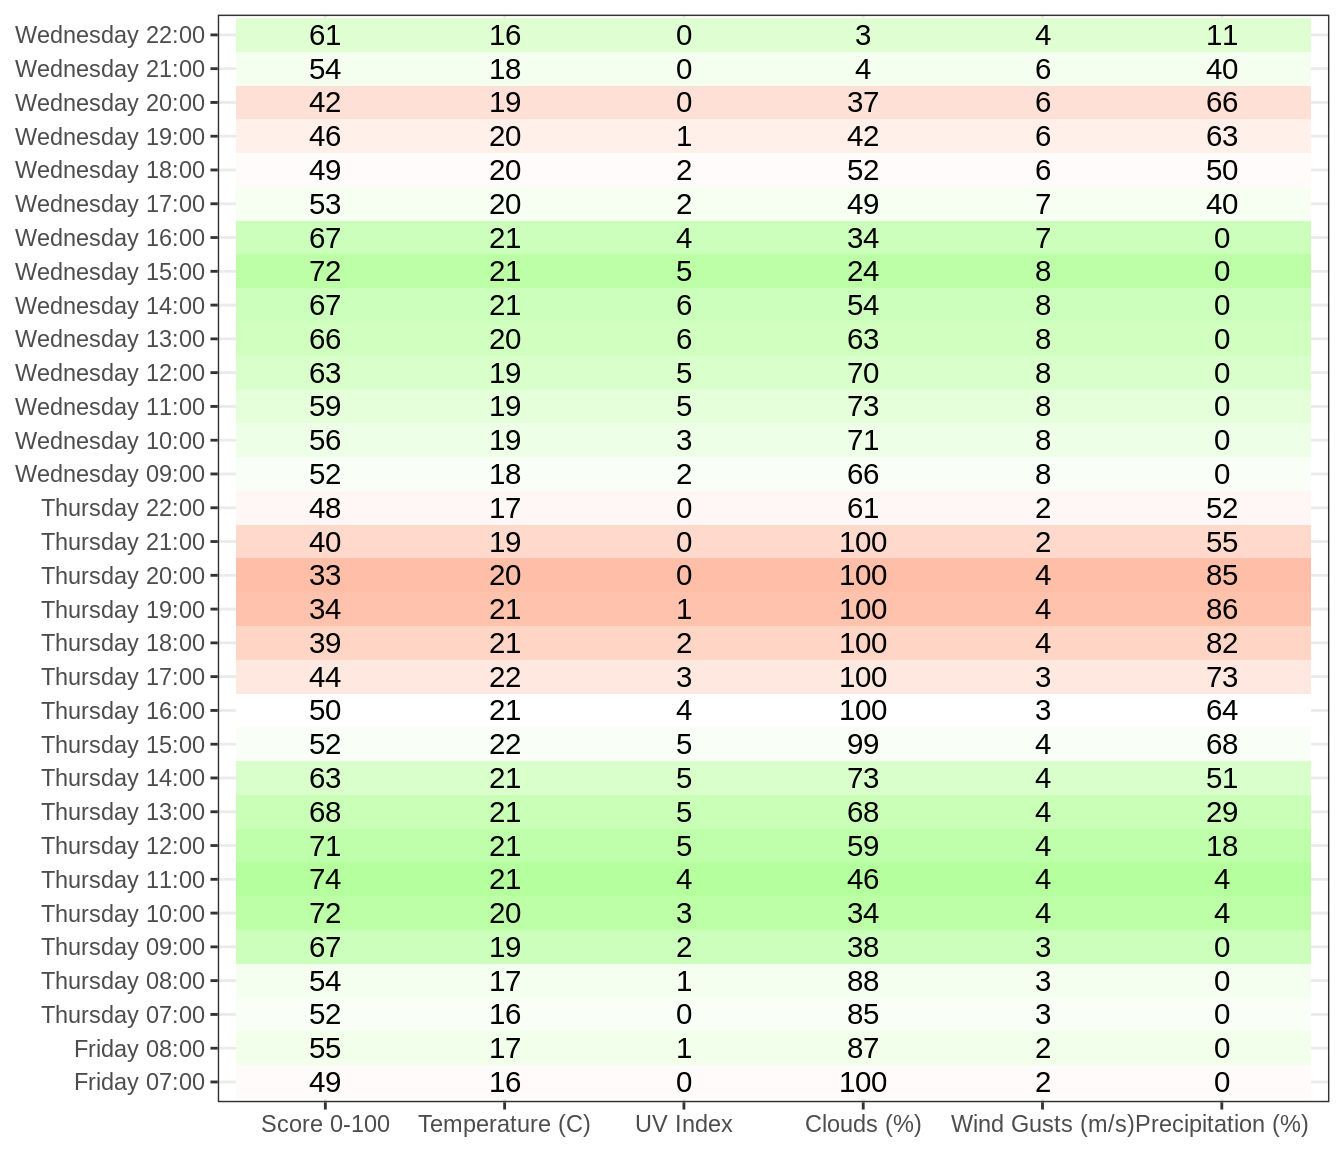 Wednesday 22:00 61 16 0 3 4 11
Wednesday 21:00 54 18 0 4 6 40
Wednesday 20:00 42 19 0 37 6 66
Wednesday 19:00 46 20 1 42 6 63
Wednesday 18:00 49 20 2 52 6 50
Wednesday 17:00 53 20 2 49 7 40
Wednesday 16:00 67 21 4 34 7 0
Wednesday 15:00 72 21 5 24 8 0
Wednesday 14:00 67 21 6 54 8 0
Wednesday 13:00 66 20 6 63 8 0
Wednesday 12:00 63 19 5 70 8 0
Wednesday 11:00 59 19 5 73 8 0
Wednesday 10:00 56 19 3 71 8 0
Wednesday 09:00 52 18 2 66 8 0
Thursday 22:00 48 17 0 61 2 52
Thursday 21:00 40 19 0 100 2 55
Thursday 20:00 33 20 0 100 4 85
Thursday 19:00 34 21 1 100 4 86
Thursday 18:00 39 21 2 100 4 82
Thursday 17:00 44 22 3 100 3 73
Thursday 16:00 50 21 4 100 3 64
Thursday 15:00 52 22 5 99 4 68
Thursday 14:00 63 21 5 73 4 51
Thursday 13:00 68 21 5 68 4 29
Thursday 12:00 71 21 5 59 4 18
Thursday 11:00 74 21 4 46 4 4
Thursday 10:00 72 20 3 34 4 4
Thursday 09:00 67 19 2 38 3 0
Thursday 08:00 54 17 1 88 3 0
Thursday 07:00 52 16 0 85 3 0
Friday 08:00 55 17 1 87 2 0
Friday 07:00 49 16 0 100 2 0
Score 0-100 Temperature (C) UV Index Clouds (%) Wind Gusts (m/s) Precipitation (%)